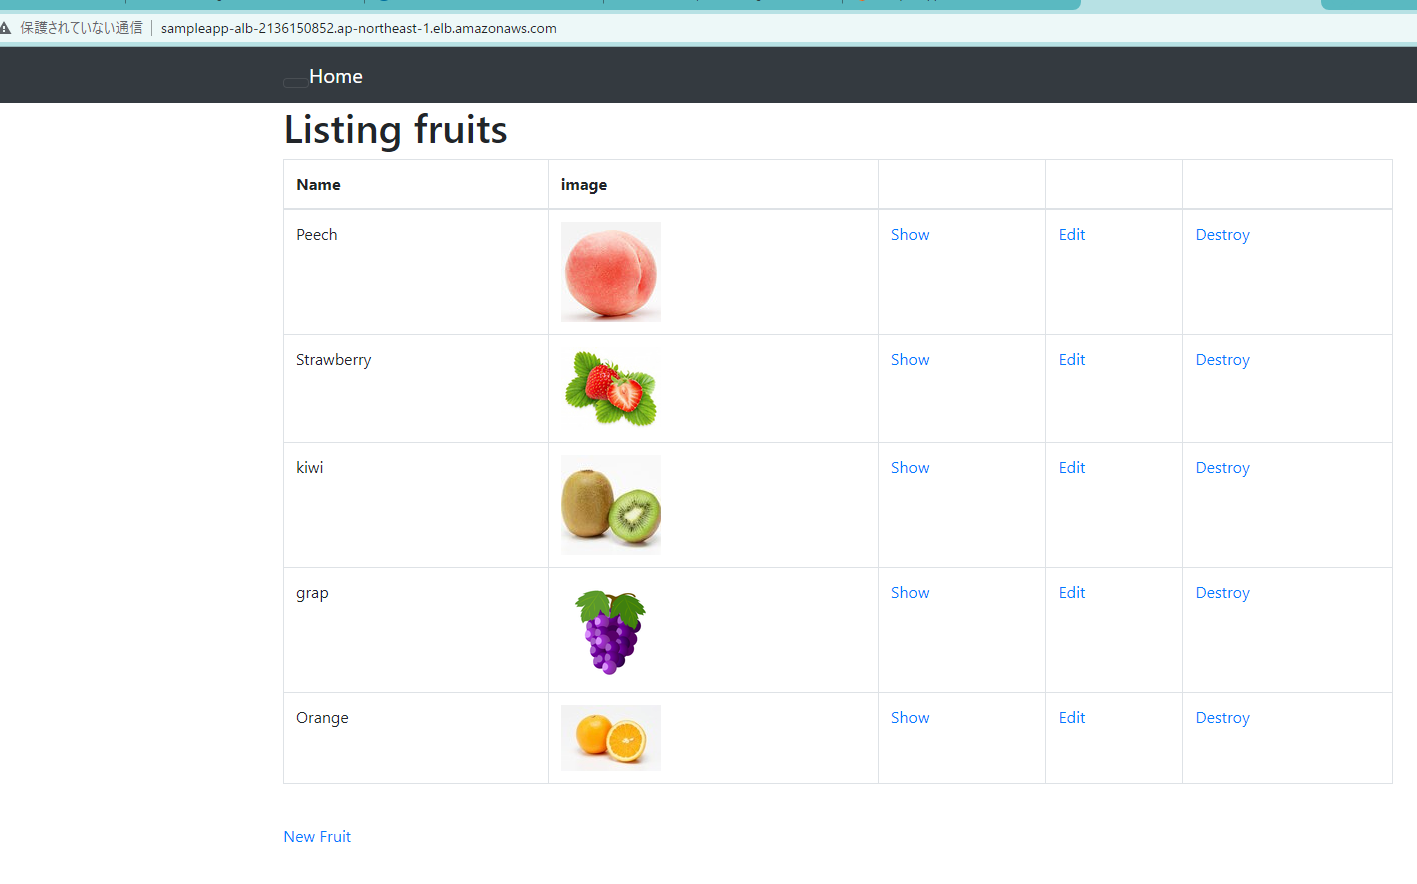 保護されていない通信 sampleapp-alb-2136150852.ap-northeast-1.elb.amazonaws.com
Home
Listing fruits
Name image
Peech Show Edit Destroy
Strawberry Show Edit Destroy
kiwi Show Edit Destroy
grap Show Edit Destroy
Orange Show Edit Destroy
New Fruit